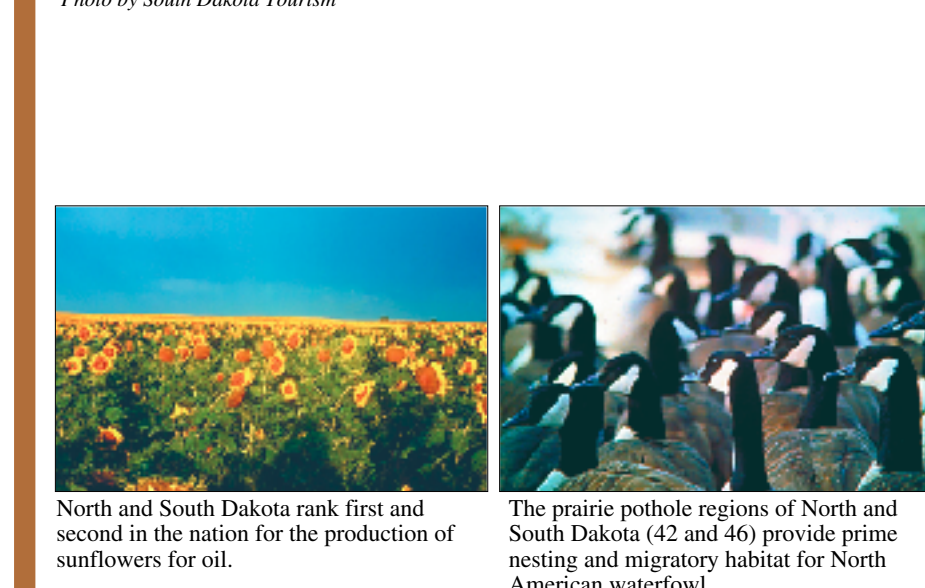 Photo by South Dakota Tourism
North and South Dakota rank first and
second in the nation for the production of
sunflowers for oil.
The prairie pothole regions of North and
South Dakota (42 and 46) provide prime
nesting and migratory habitat for North
American waterfowl